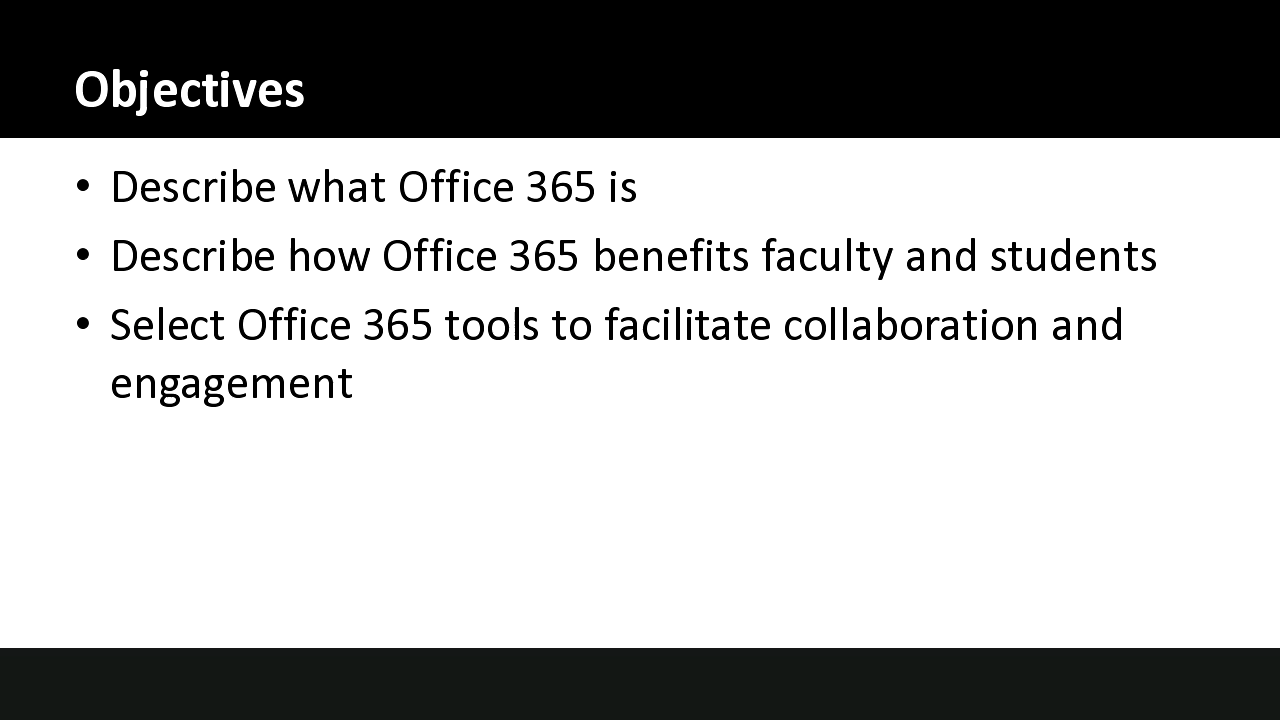 Objectives
• Describe what Office 365 is
• Describe how Office 365 benefits faculty and students
• Select Office 365 tools to facilitate collaboration and
engagement